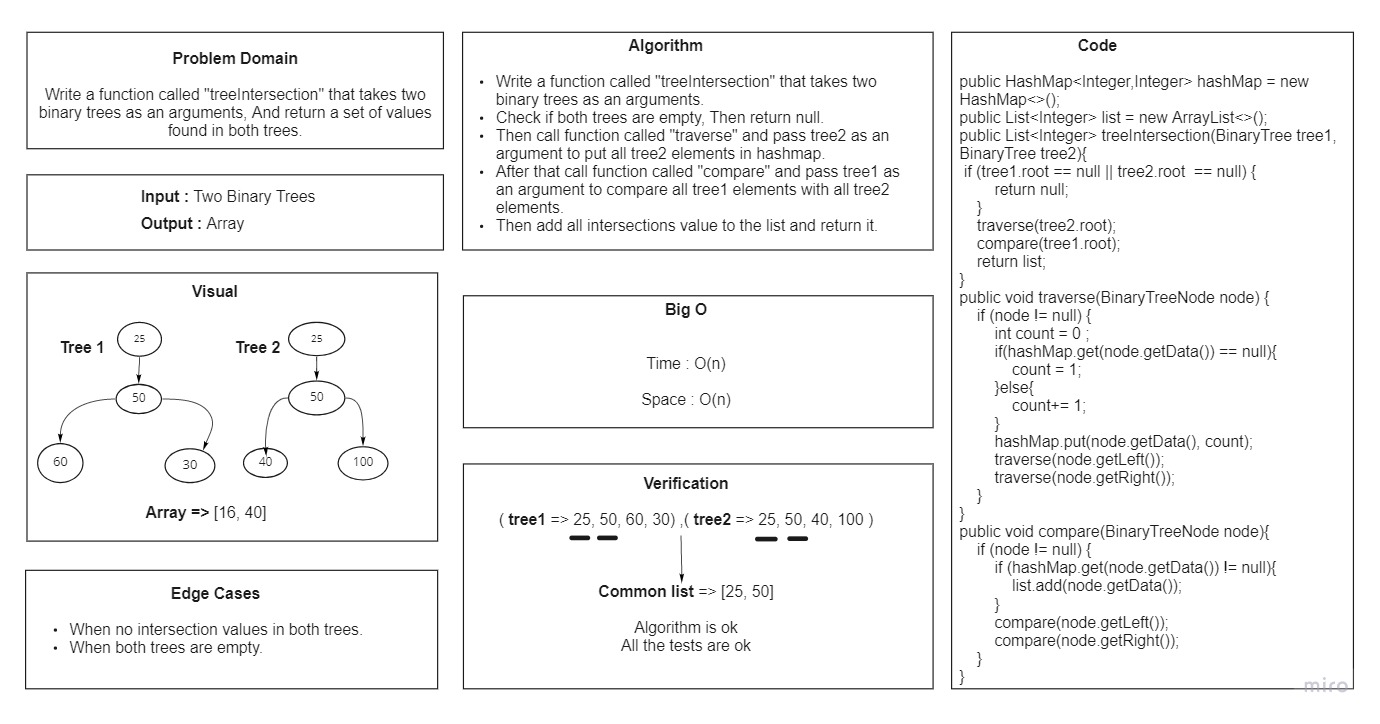 Problem Domain
Write a function called "treeIntersection" that takes two
binary trees as an arguments, And return a set of values
found in both trees.
Input : Two Binary Trees
Output : Array
Visual
Tree 1
25
50
60
30
Tree 2
25
50
40
100
Array => [16, 40]
Edge Cases
• When no intersection values in both trees.
• When both trees are empty.
Algorithm
• Write a function called "treeIntersection" that takes two
binary trees as an arguments.
• Check if both trees are empty, Then return null.
• Then call function called "traverse" and pass tree2 as an
argument to put all tree2 elements in hashmap.
• After that call function called "compare" and pass tree1 as
an argument to compare all tree1 elements with all tree2
elements.
• Then add all intersections value to the list and return it.
Big O
Time : O(n)
Space : O(n)
Verification
( tree1 => 25, 50, 60, 30) ,( tree2 => 25, 50, 40, 100 )
Common list => [25, 50]
Algorithm is ok
All the tests are ok
Code
public HashMap<Integer,Integer> hashMap = new
HashMap<>();
public List<Integer> list = new ArrayList<>();
public List<Integer> treeIntersection(BinaryTree tree1,
BinaryTree tree2){
if (tree1.root == null || tree2.root == null) {
return null;
}
traverse(tree2.root);
compare(tree1.root);
return list;
}
public void traverse(BinaryTreeNode node) {
if (node != null) {
int count = 0 ;
if(hashMap.get(node.getData()) == null){
count = 1;
}else{
count+= 1;
}
hashMap.put(node.getData(), count);
traverse(node.getLeft());
traverse(node.getRight());
}
}
public void compare(BinaryTreeNode node){
if (node != null) {
if (hashMap.get(node.getData()) != null){
list.add(node.getData());
}
compare(node.getLeft());
compare(node.getRight());
}
}
miro